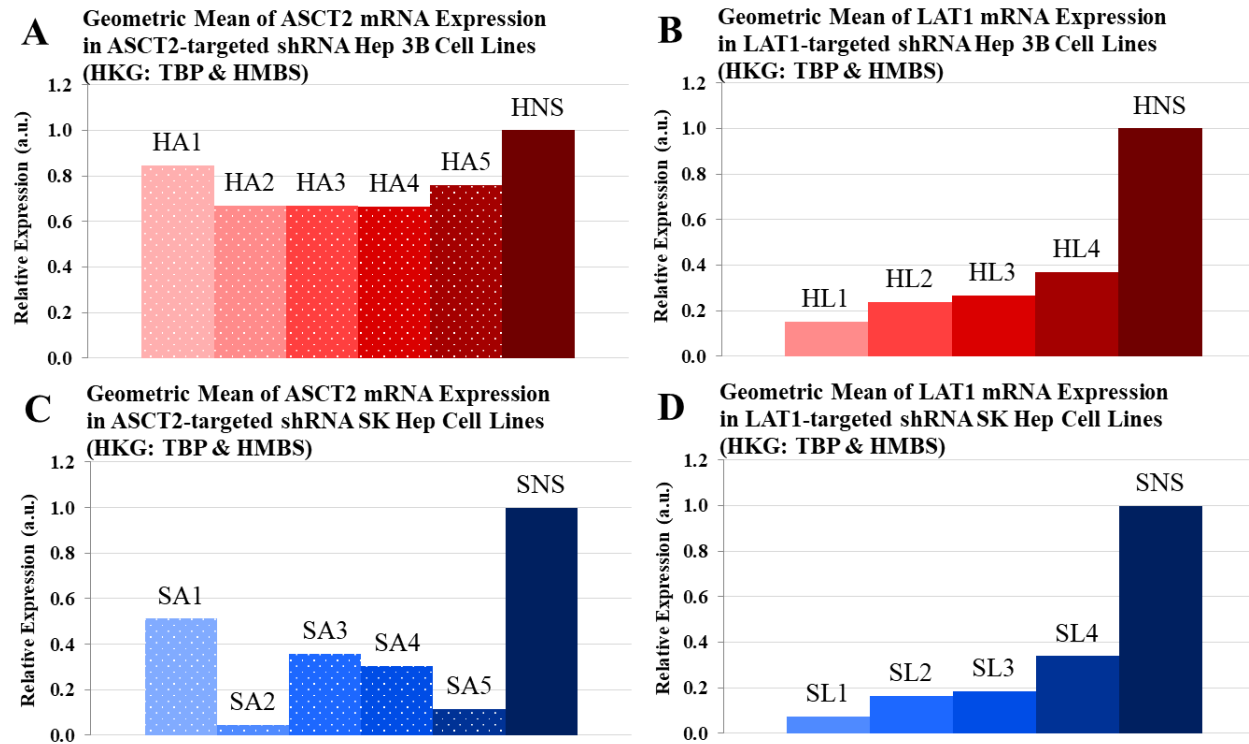 A
Geometric Mean of ASCT2 mRNA Expression
in ASCT2-targeted shRNA Hep 3B Cell Lines
(HKG: TBP & HMBS)
Relative Expression (a.u.)
1.2
1.0
0.8
0.6
0.4
0.2
0.0
HA1
HA2
HA3
HA4
HA5
HNS
B
Geometric Mean of LAT1 mRNA Expression
in LAT1-targeted shRNA Hep 3B Cell Lines
(HKG: TBP & HMBS)
Relative Expression (a.u.)
1.2
1.0
0.8
0.6
0.4
0.2
0.0
HL1
HL2
HL3
HL4
HNS
C
Geometric Mean of ASCT2 mRNA Expression
in ASCT2-targeted shRNA SK Hep Cell Lines
(HKG: TBP & HMBS)
Relative Expression (a.u.)
1.2
1.0
0.8
0.6
0.4
0.2
0.0
SA1
SA2
SA3
SA4
SA5
SNS
D
Geometric Mean of LAT1 mRNA Expression
in LAT1-targeted shRNA SK Hep Cell Lines
(HKG: TBP & HMBS)
Relative Expression (a.u.)
1.2
1.0
0.8
0.6
0.4
0.2
0.0
SL1
SL2
SL3
SL4
SNS